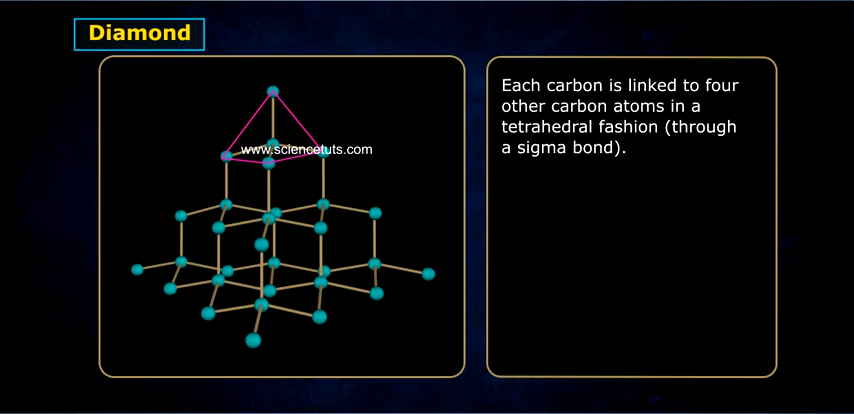 Diamond
www.sciencetuts.com
Each carbon is linked to four
other carbon atoms in a
tetrahedral fashion (through
a sigma bond).